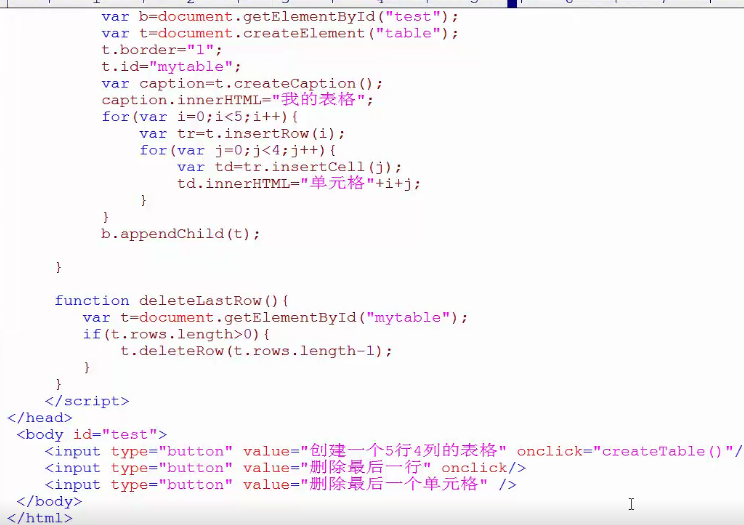 var b=document.getElementById("test");
var t=document.createElement("table");
t.border="1";
t.id="mytable";
var caption=t.createCaption();
caption.innerHTML="我的表格";
for(var i=0;i<5;i++){
var tr=t.insertRow(i);
for(var j=0;j<4;j++){
var td=tr.insertCell(j);
td.innerHTML="单元格"+i+j;
}
}
b.appendChild(t);
}
function deleteLastRow(){
var t=document.getElementById("mytable");
if(t.rows.length>0){
t.deleteRow(t.rows.length-1);
}
}
</script>
</head>
<body id="test">
<input type="button" value="创建一个5行4列的表格" onclick="createTable()"/
<input type="button" value="删除最后一行" onclick/>
<input type="button" value="删除最后一个单元格" />
</body>
</html>